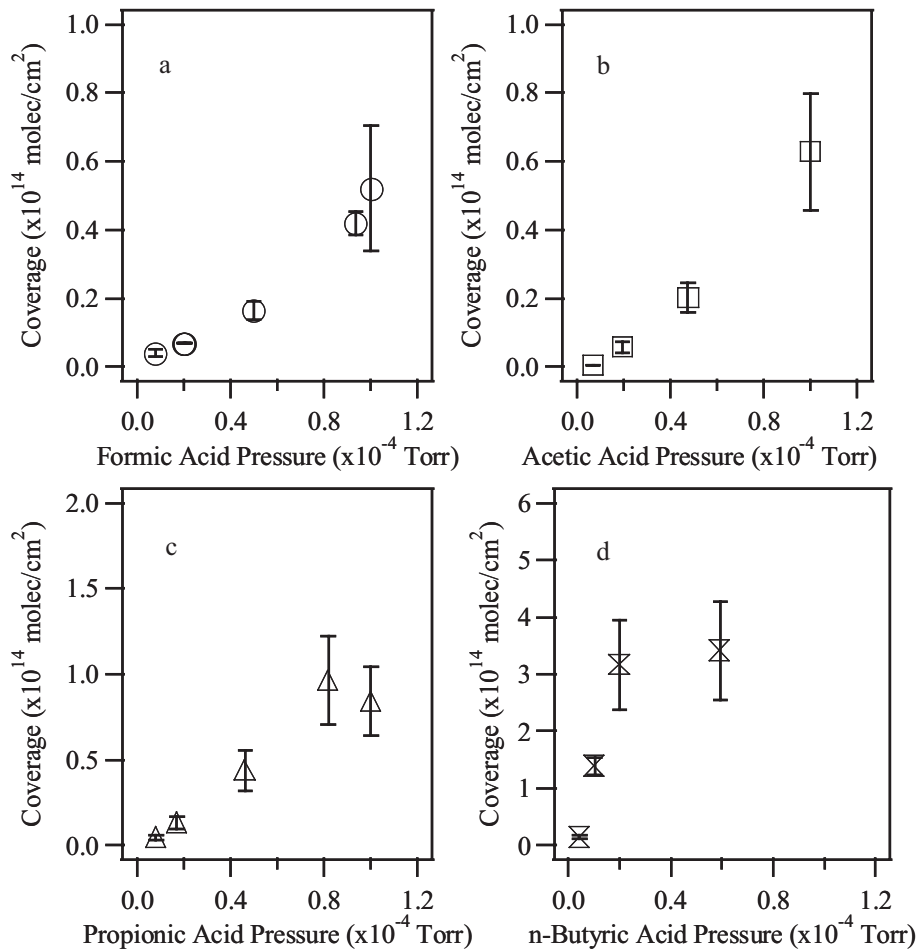 1.0
0.8
0.6
0.4
0.2
0.0
Coverage (x10^14 molec/cm^2)
a
0.0 0.4 0.8 1.2
Formic Acid Pressure (x10^-4 Torr)
1.0
0.8
0.6
0.4
0.2
0.0
Coverage (x10^14 molec/cm^2)
b
0.0 0.4 0.8 1.2
Acetic Acid Pressure (x10^-4 Torr)
2.0
1.5
1.0
0.5
0.0
Coverage (x10^14 molec/cm^2)
c
0.0 0.4 0.8 1.2
Propionic Acid Pressure (x10^-4 Torr)
6
5
4
3
2
1
0
Coverage (x10^14 molec/cm^2)
d
0.0 0.4 0.8 1.2
n-Butyric Acid Pressure (x10^-4 Torr)